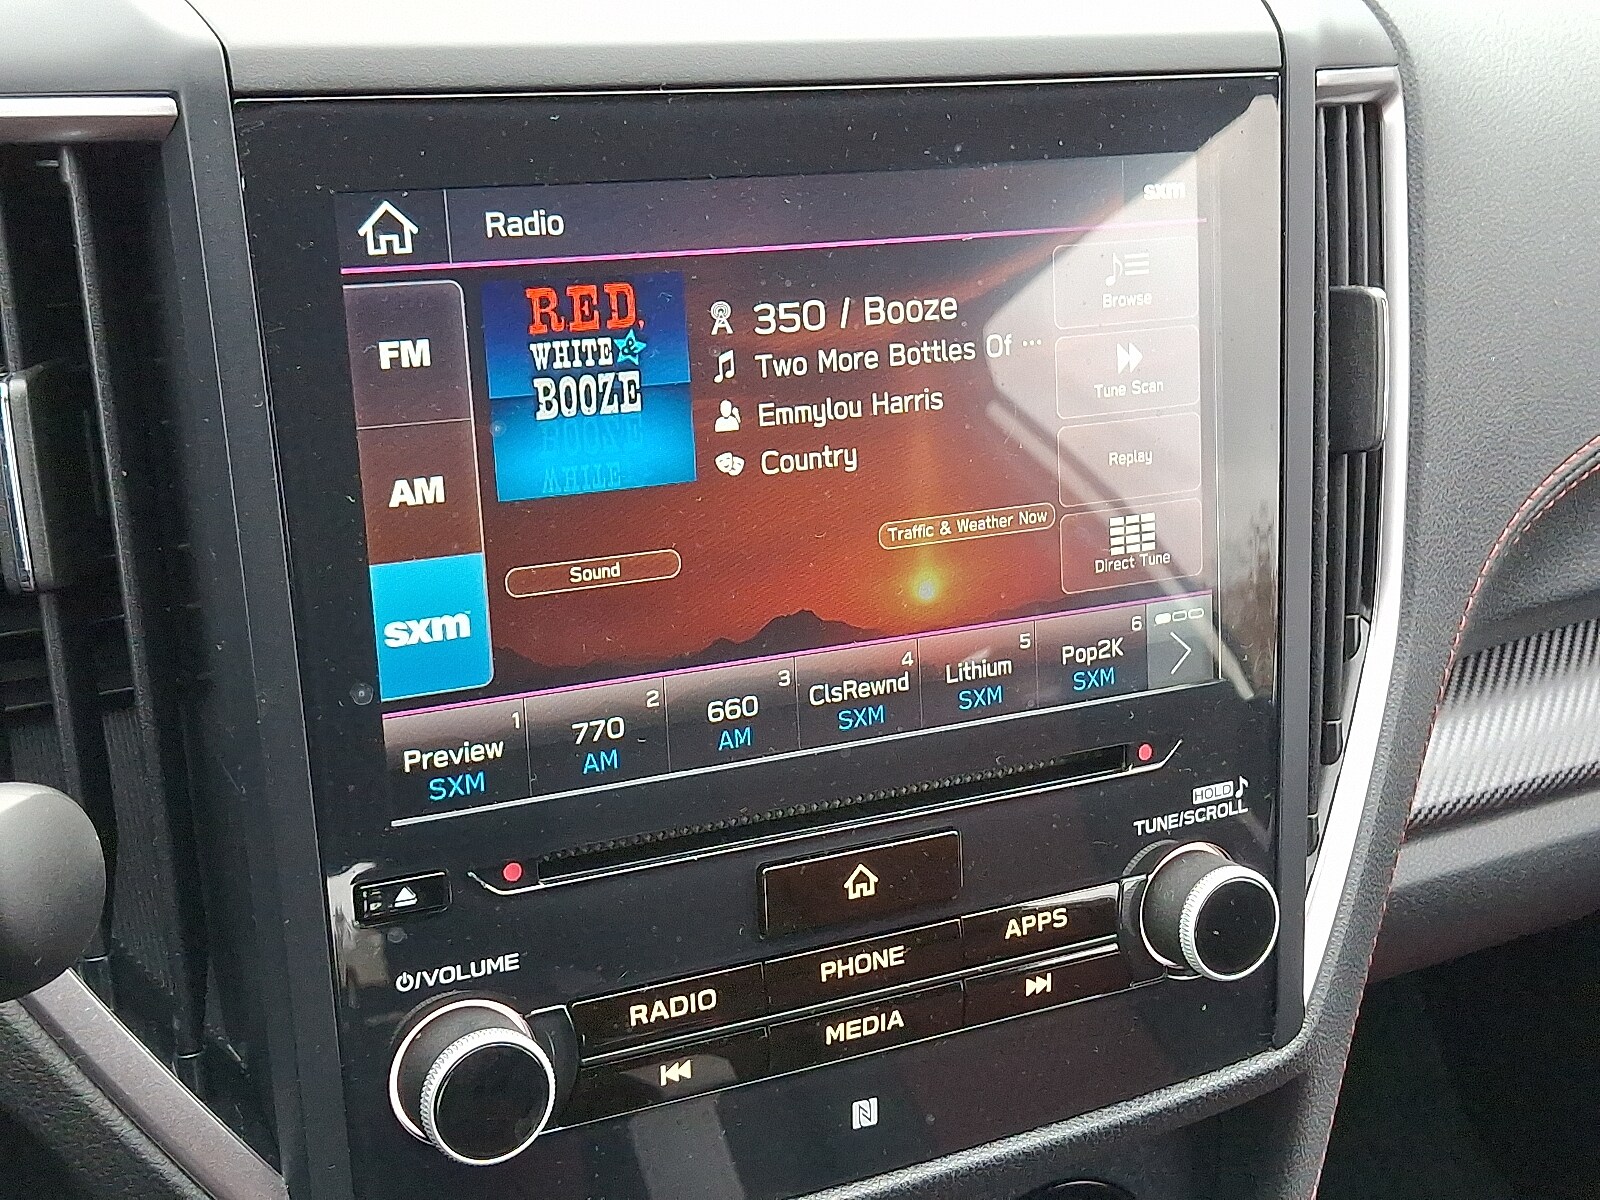 Radio
sxm
FM
AM
sxm
RED,
WHITE &
BOOZE
350 / Booze
Two More Bottles Of ...
Emmylou Harris
Country
Browse
Tune Scan
Replay
Direct Tune
Traffic & Weather Now
Sound
1
Preview
SXM
2
770
AM
3
660
AM
4
ClsRewnd
SXM
5
Lithium
SXM
6
Pop2K
SXM
HOLD
TUNE/SCROLL
/VOLUME
RADIO
PHONE
APPS
MEDIA
N